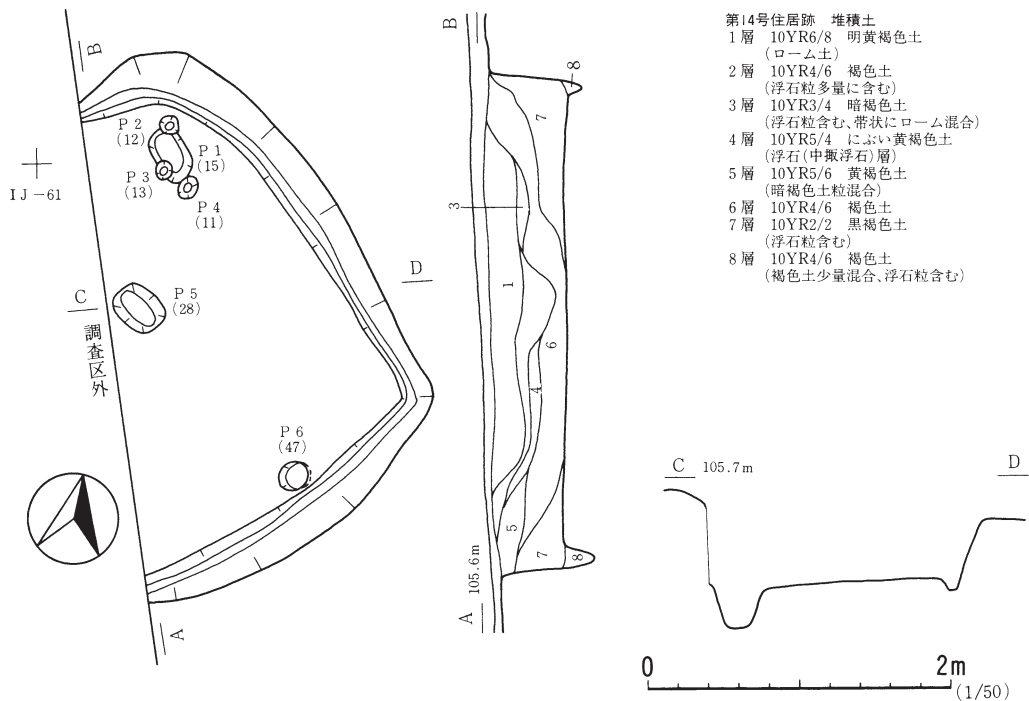 第14号住居跡　堆積土
1層　10YR6/8　明黄褐色土
(ローム土)
2層　10YR4/6　褐色土
(浮石粒多量に含む)
3層　10YR3/4　暗褐色土
(浮石粒含む、帯状にローム混合)
4層　10YR5/4　にぶい黄褐色土
(浮石(中掫浮石)層)
5層　10YR5/6　黄褐色土
(暗褐色土粒混合)
6層　10YR4/6　褐色土
7層　10YR2/2　黒褐色土
(浮石粒含む)
8層　10YR4/6　褐色土
(褐色土少量混合、浮石粒含む)
B
P 2
(12)
P 1
(15)
P 3
(13)
P 4
(11)
IJ-61
C
P 5
(28)
D
調査区外
P 6
(47)
A
B
8
7
3
1
6
4
5
7
8
105.6m
A
C 105.7m
D
0
2m
(1/50)